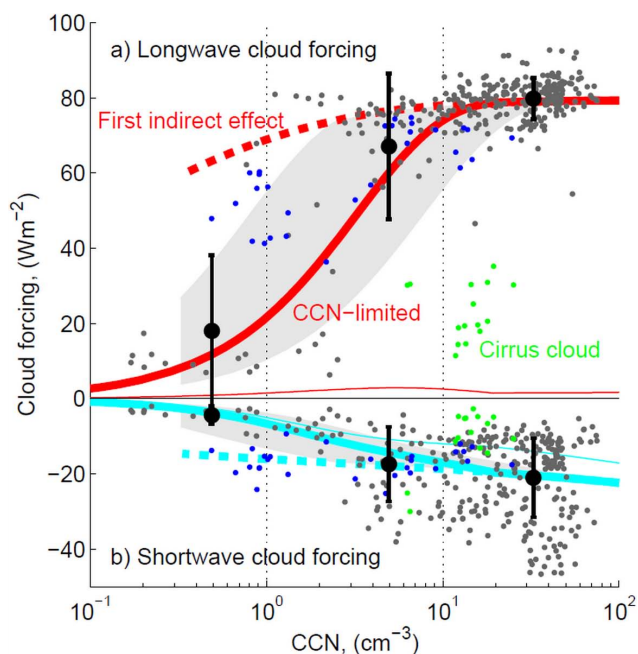 a) Longwave cloud forcing
First indirect effect
CCN-limited
Cirrus cloud
b) Shortwave cloud forcing
Cloud forcing, (Wm⁻²)
100
80
60
40
20
0
−20
−40
10⁻¹ 10⁰ 10¹ 10²
CCN, (cm⁻³)